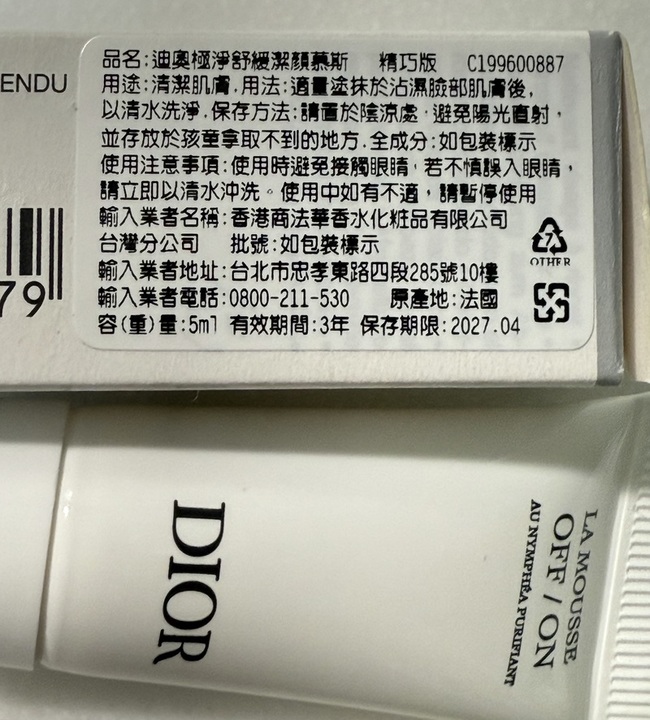 ENDU
品名:迪奧極淨舒緩潔顏慕斯 精巧版 C199600887
用途:清潔肌膚.用法:適量塗抹於沾濕臉部肌膚後,
以清水洗淨.保存方法:請置於陰涼處,避免陽光直射,
並存放於孩童拿取不到的地方.全成分:如包裝標示
使用注意事項:使用時避免接觸眼睛,若不慎誤入眼睛,
請立即以清水沖洗。使用中如有不適,請暫停使用
輸入業者名稱:香港商法華香水化粧品有限公司
台灣分公司 批號:如包裝標示
輸入業者地址:台北市忠孝東路四段285號10樓
輸入業者電話:0800-211-530 原產地:法國
容(重)量:5ml 有效期間:3年 保存期限:2027.04
7
OTHER
79
DIOR
LA MOUSSE
OFF / ON
AU NYMPHÉA PURIFIANT